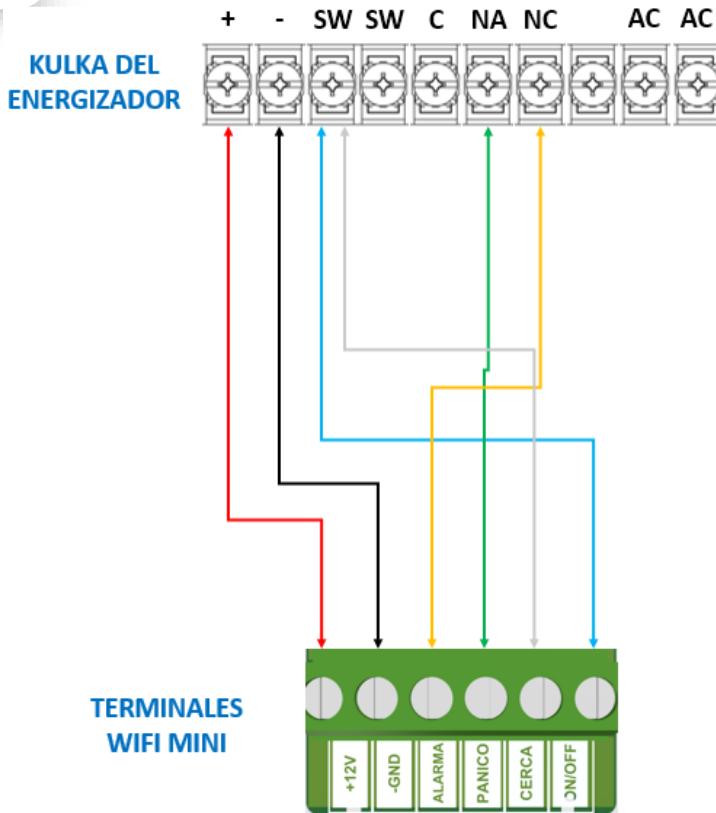 + - SW SW C NA NC AC AC
KULKA DEL
ENERGIZADOR
TERMINALES
WIFI MINI
+12V
-GND
ALARMA
PANICO
CERCA
ON/OFF